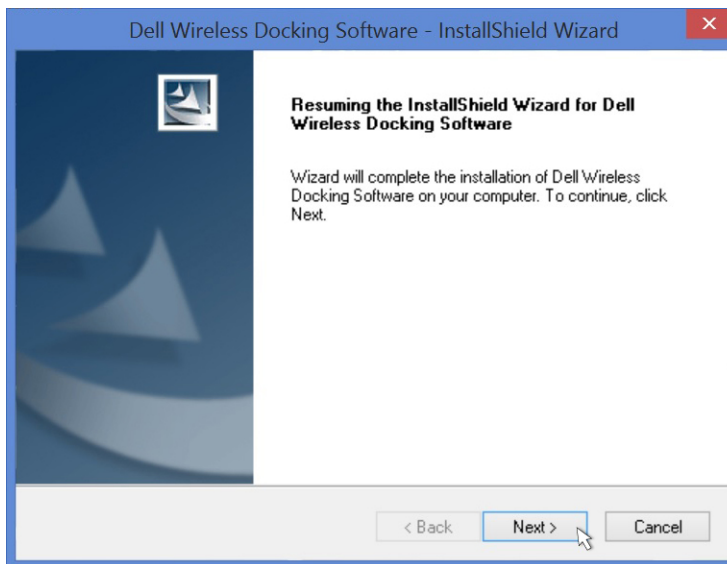 Dell Wireless Docking Software - InstallShield Wizard
Resuming the InstallShield Wizard for Dell
Wireless Docking Software
Wizard will complete the installation of Dell Wireless
Docking Software on your computer. To continue, click
Next.
< Back
Next >
Cancel